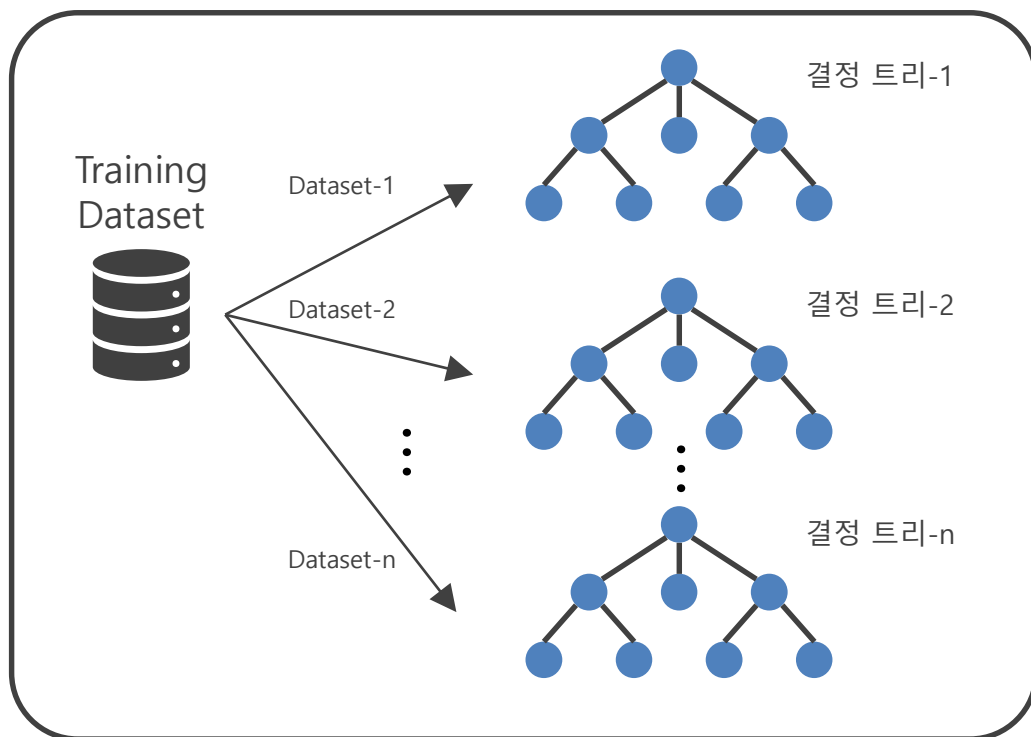 Training
Dataset
Dataset-1
결정 트리-1
Dataset-2
결정 트리-2
Dataset-n
결정 트리-n